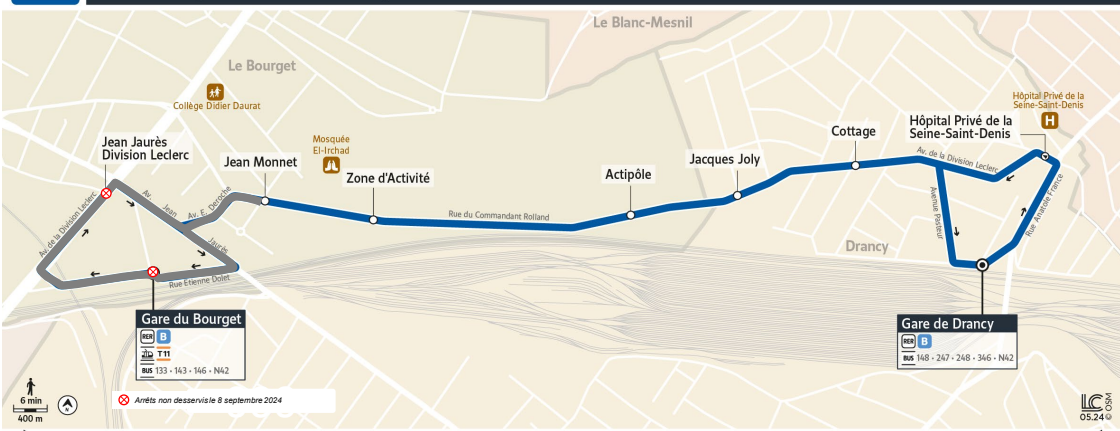 Le Blanc-Mesnil
Le Bourget
Collège Didier Daurat
Hôpital Privé de la
Seine-Saint-Denis
H
Hôpital Privé de la
Seine-Saint-Denis
Jean Jaurès
Division Leclerc
Mosquée
El-Irchad
Jean Monnet
Zone d'Activité
Actipôle
Jacques Joly
Cottage
Av. de la Division Leclerc
Av. Jean Jaurès
Av. E. Deroche
Rue du Commandant Rolland
Av. de la Division Leclerc
Avenue Pasteur
Rue Anatole France
Drancy
Rue Etienne Dolet
Gare du Bourget
RER B
T11
BUS 133 • 143 • 146 • N42
Gare de Drancy
RER B
BUS 148 • 247 • 248 • 346 • N42
6 min
400 m
N
Arrêts non desservis le 8 septembre 2024
LC
05.24 © OSM